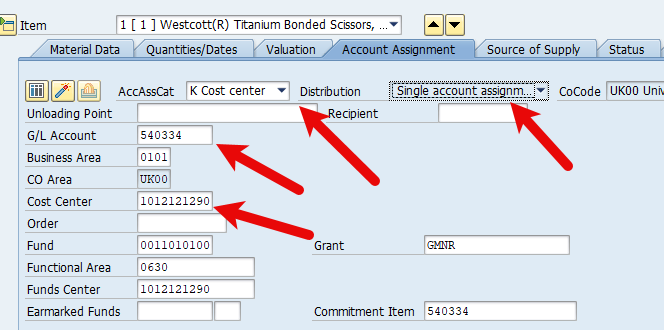 Item 1 [ 1 ] Westcott(R) Titanium Bonded Scissors, ...
Material Data Quantities/Dates Valuation Account Assignment Source of Supply Status
AccAssCat K Cost center Distribution Single account assignm... CoCode UK00 Univ
Unloading Point Recipient
G/L Account 540334
Business Area 0101
CO Area UK00
Cost Center 1012121290
Order
Fund 0011010100 Grant GMNR
Functional Area 0630
Funds Center 1012121290
Earmarked Funds Commitment Item 540334